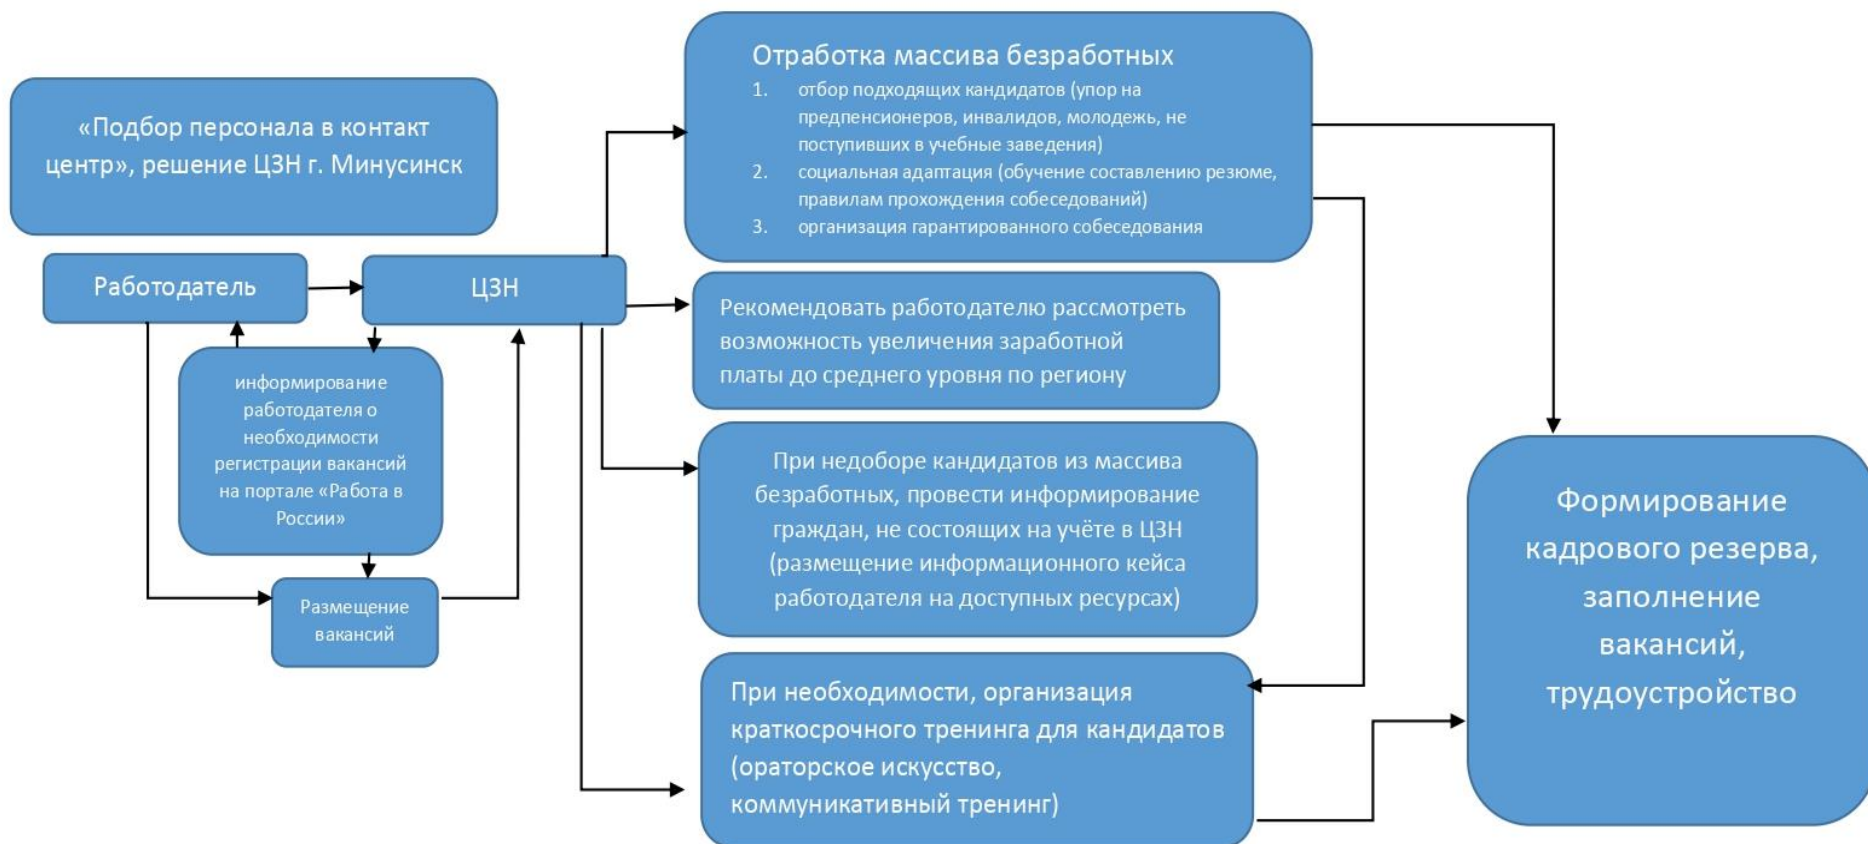 «Подбор персонала в контакт
центр», решение ЦЗН г. Минусинск
Работодатель
ЦЗН
информирование
работодателя о
необходимости
регистрации вакансий
на портале «Работа в
России»
Размещение
вакансий
Отработка массива безработных
1. отбор подходящих кандидатов (упор на
предпенсионеров, инвалидов, молодежь, не
поступивших в учебные заведения)
2. социальная адаптация (обучение составлению резюме,
правилам прохождения собеседований)
3. организация гарантированного собеседования
Рекомендовать работодателю рассмотреть
возможность увеличения заработной
платы до среднего уровня по региону
При недоборе кандидатов из массива
безработных, провести информирование
граждан, не состоящих на учёте в ЦЗН
(размещение информационного кейса
работодателя на доступных ресурсах)
При необходимости, организация
краткосрочного тренинга для кандидатов
(ораторское искусство,
коммуникативный тренинг)
Формирование
кадрового резерва,
заполнение
вакансий,
трудоустройство